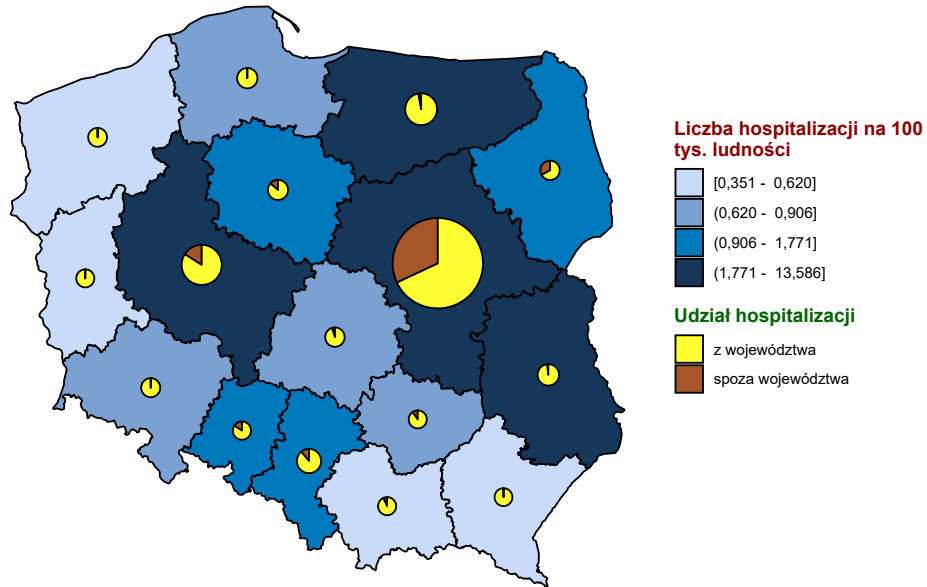 Liczba hospitalizacji na 100
tys. ludności
[0,351 - 0,620]
(0,620 - 0,906]
(0,906 - 1,771]
(1,771 - 13,586]
Udział hospitalizacji
z województwa
spoza województwa